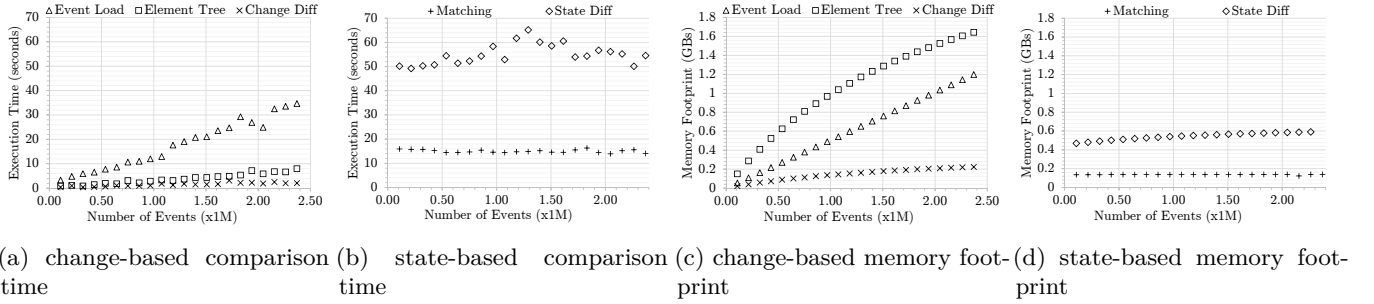 Event Load Element Tree Change Diff
70
60
50
40
30
20
10
0
Execution Time (seconds)
0.00 0.50 1.00 1.50 2.00 2.50
Number of Events (x1M)
(a) change-based comparison
time
Matching State Diff
70
60
50
40
30
20
10
0
Execution Time (seconds)
0.00 0.50 1.00 1.50 2.00
Number of Events (x1M)
(b) state-based comparison
time
Event Load Element Tree Change Diff
1.8
1.6
1.4
1.2
1
0.8
0.6
0.4
0.2
0
Memory Footprint (GBs)
0.00 0.50 1.00 1.50 2.00 2.50
Number of Events (x1M)
(c) change-based memory foot-
print
Matching State Diff
1.8
1.6
1.4
1.2
1
0.8
0.6
0.4
0.2
0
Memory Footprint (GBs)
0.00 0.50 1.00 1.50 2.00
Number of Events (x1M)
(d) state-based memory foot-
print